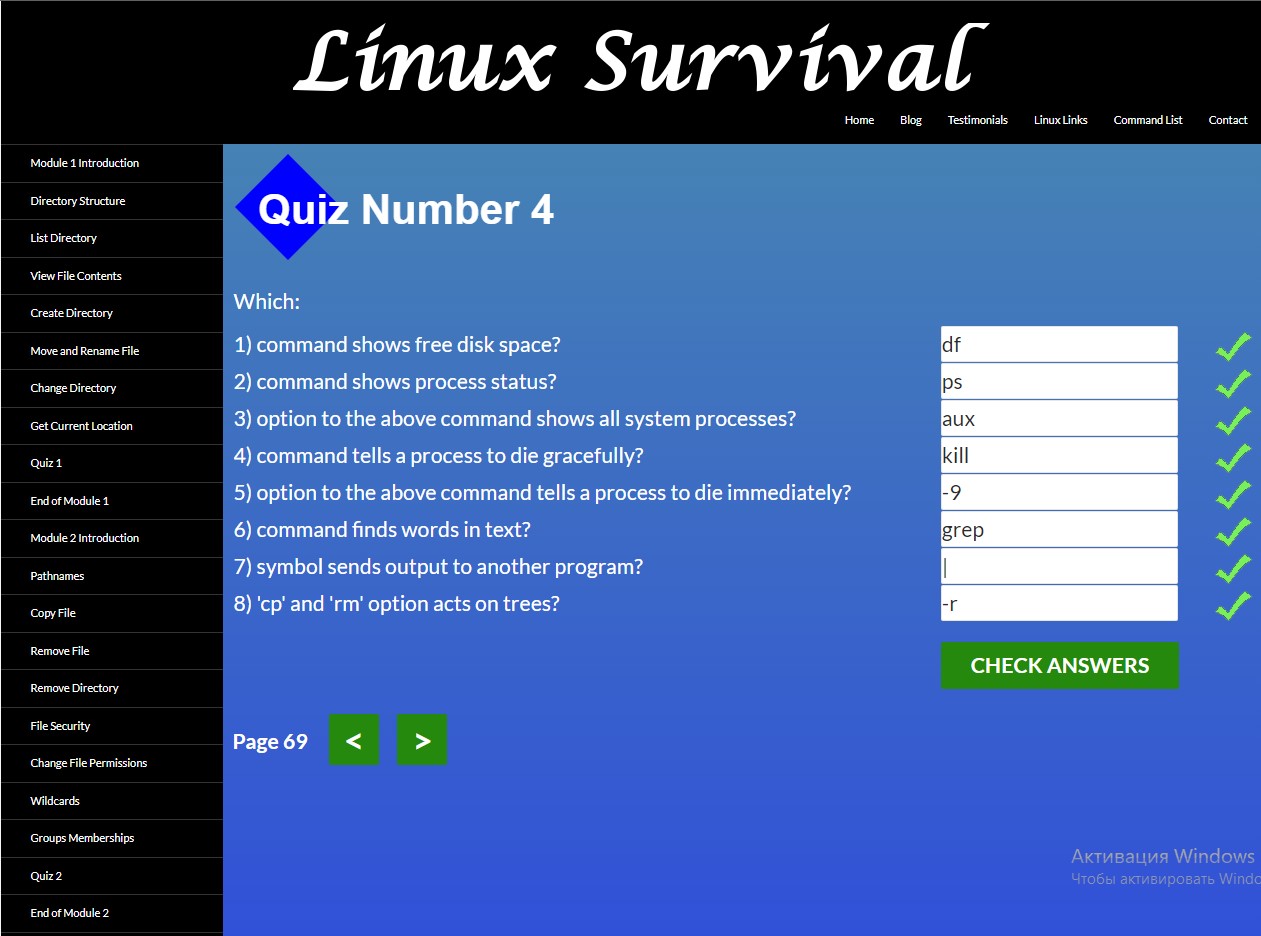 Linux Survival
Home Blog Testimonials Linux Links Command List Contact
Module 1 Introduction
Directory Structure
List Directory
View File Contents
Create Directory
Move and Rename File
Change Directory
Get Current Location
Quiz 1
End of Module 1
Module 2 Introduction
Pathnames
Copy File
Remove File
Remove Directory
File Security
Change File Permissions
Wildcards
Groups Memberships
Quiz 2
End of Module 2
Quiz Number 4
Which:
1) command shows free disk space? df
2) command shows process status? ps
3) option to the above command shows all system processes? aux
4) command tells a process to die gracefully? kill
5) option to the above command tells a process to die immediately? -9
6) command finds words in text? grep
7) symbol sends output to another program? |
8) 'cp' and 'rm' option acts on trees? -r
CHECK ANSWERS
Page 69 < >
Активация Windows
Чтобы активировать Windo